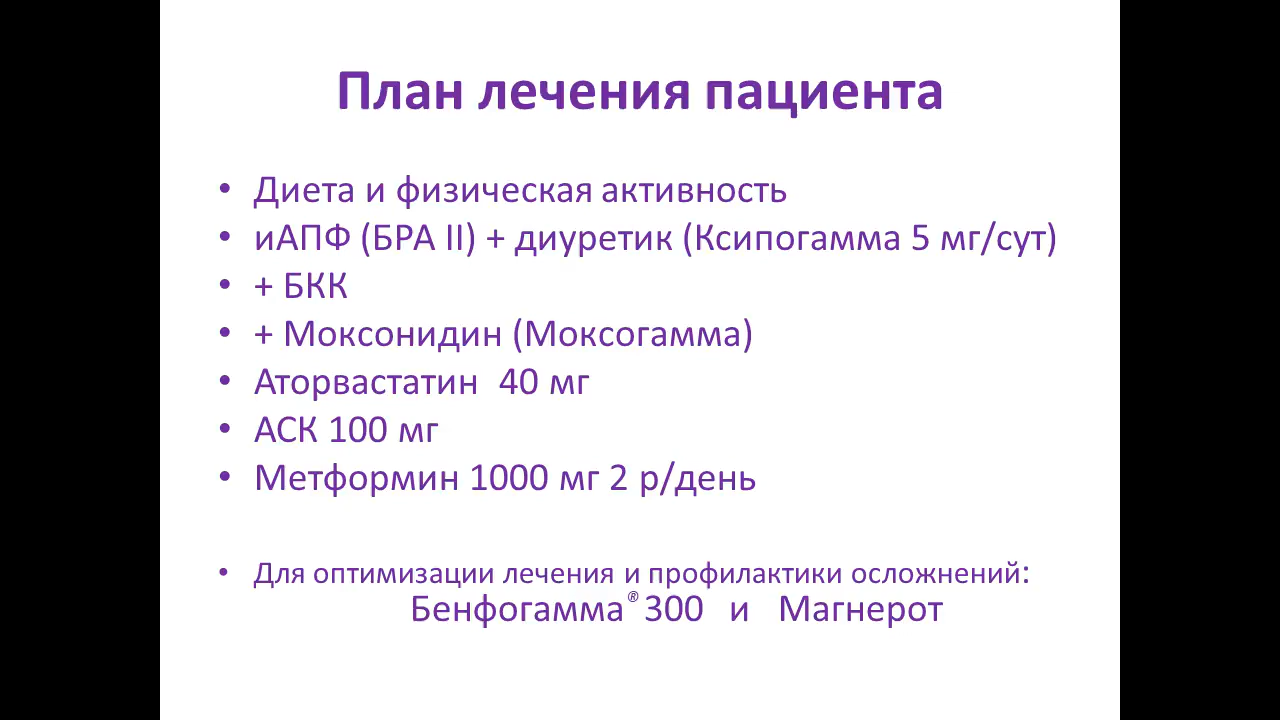 План лечения пациента
• Диета и физическая активность
• иАПФ (БРА II) + диуретик (Ксипогамма 5 мг/сут)
• + БКК
• + Моксонидин (Моксогамма)
• Аторвастатин 40 мг
• АСК 100 мг
• Метформин 1000 мг 2 р/день
• Для оптимизации лечения и профилактики осложнений:
Бенфогамма® 300 и Магнерот